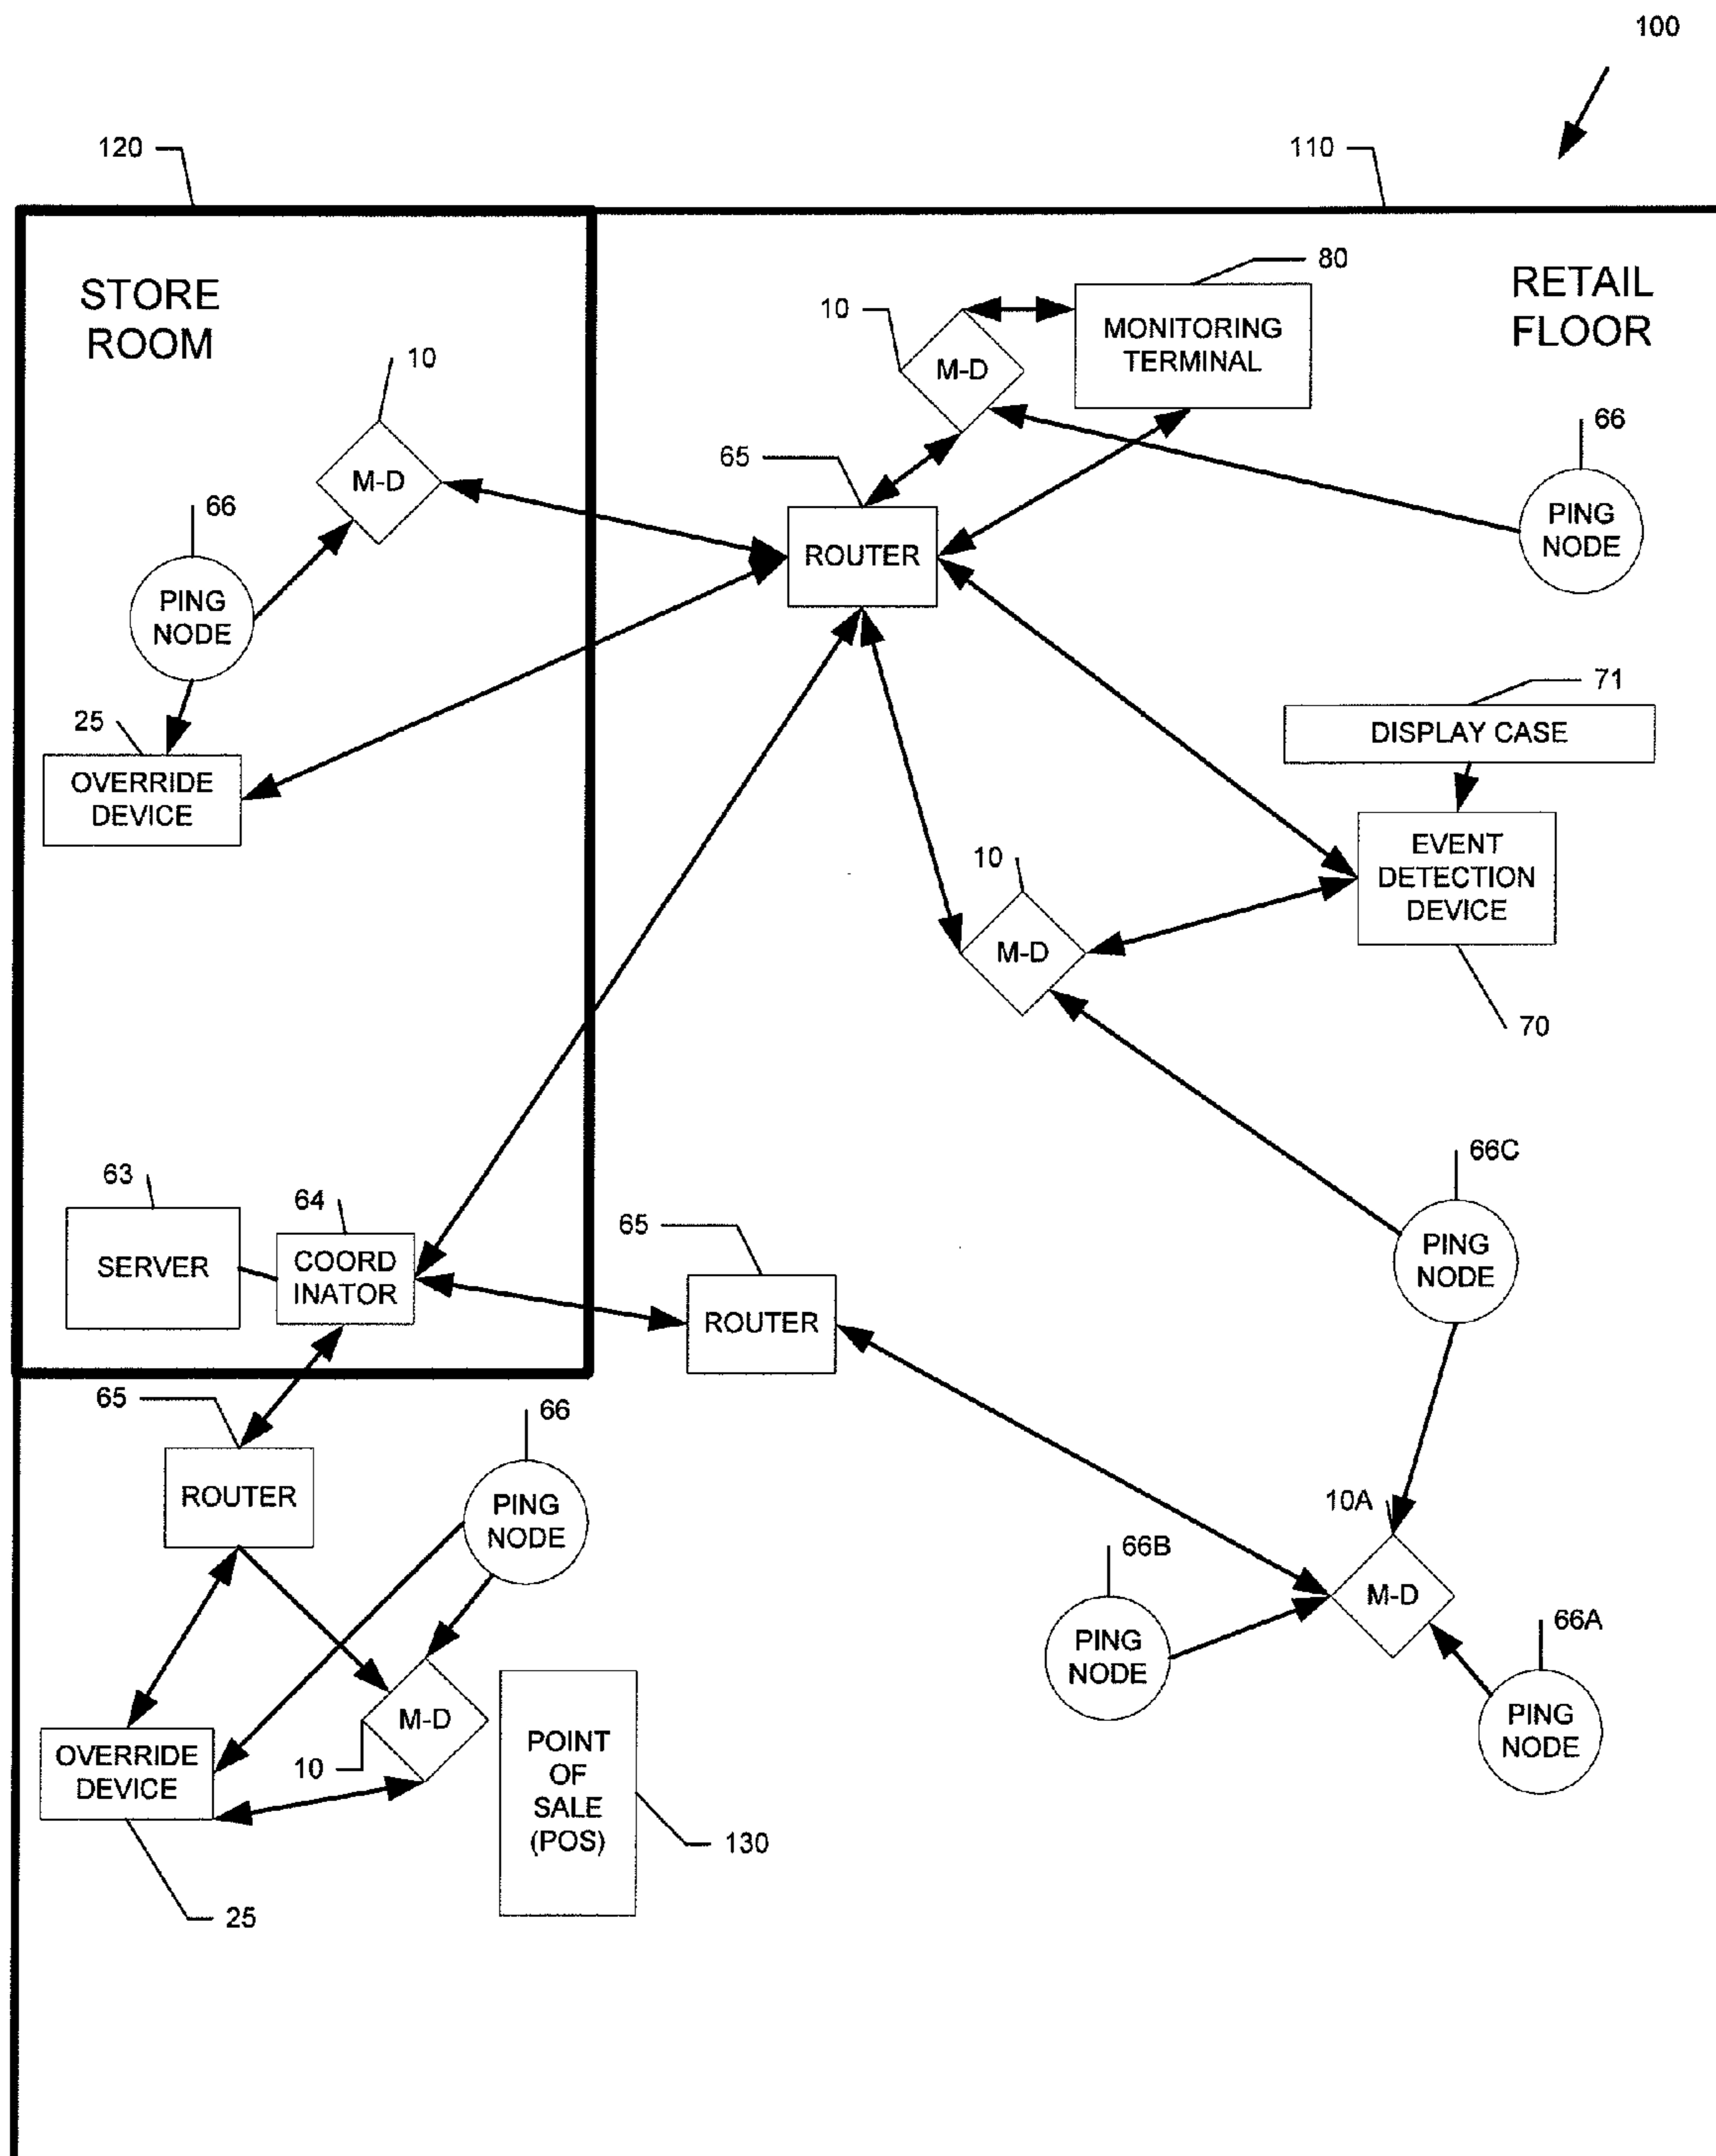 100
120
110
STORE
ROOM
RETAIL
FLOOR
80
10
MONITORING
TERMINAL
M-D
10
M-D
66
PING
NODE
65
ROUTER
66
PING
NODE
25
OVERRIDE
DEVICE
71
DISPLAY CASE
EVENT
DETECTION
DEVICE
70
10
M-D
66C
PING
NODE
63
SERVER
64
COORD
INATOR
65
ROUTER
65
ROUTER
66
PING
NODE
10A
M-D
66B
PING
NODE
66A
PING
NODE
OVERRIDE
DEVICE
25
M-D
10
POINT
OF
SALE
(POS)
130